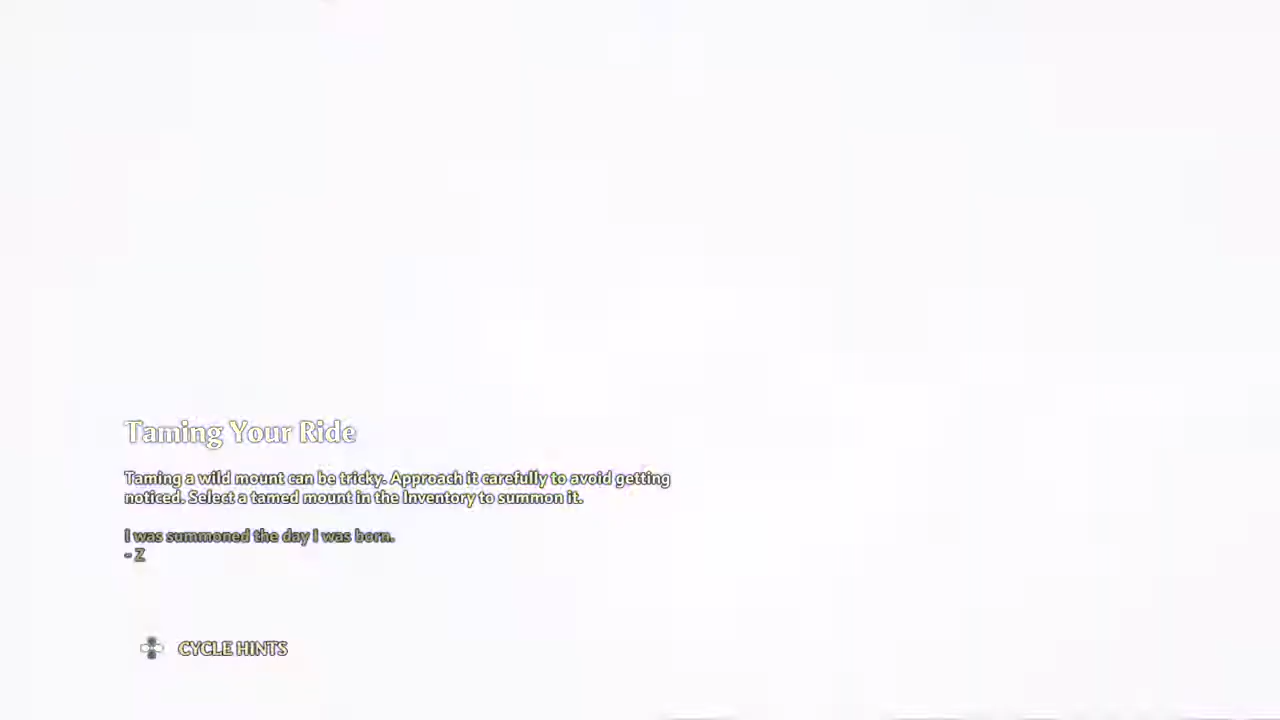 Taming Your Ride
Taming a wild mount can be tricky. Approach it carefully to avoid getting
noticed. Select a tamed mount in the Inventory to summon it.
I was summoned the day I was born.
- Z
CYCLE HINTS